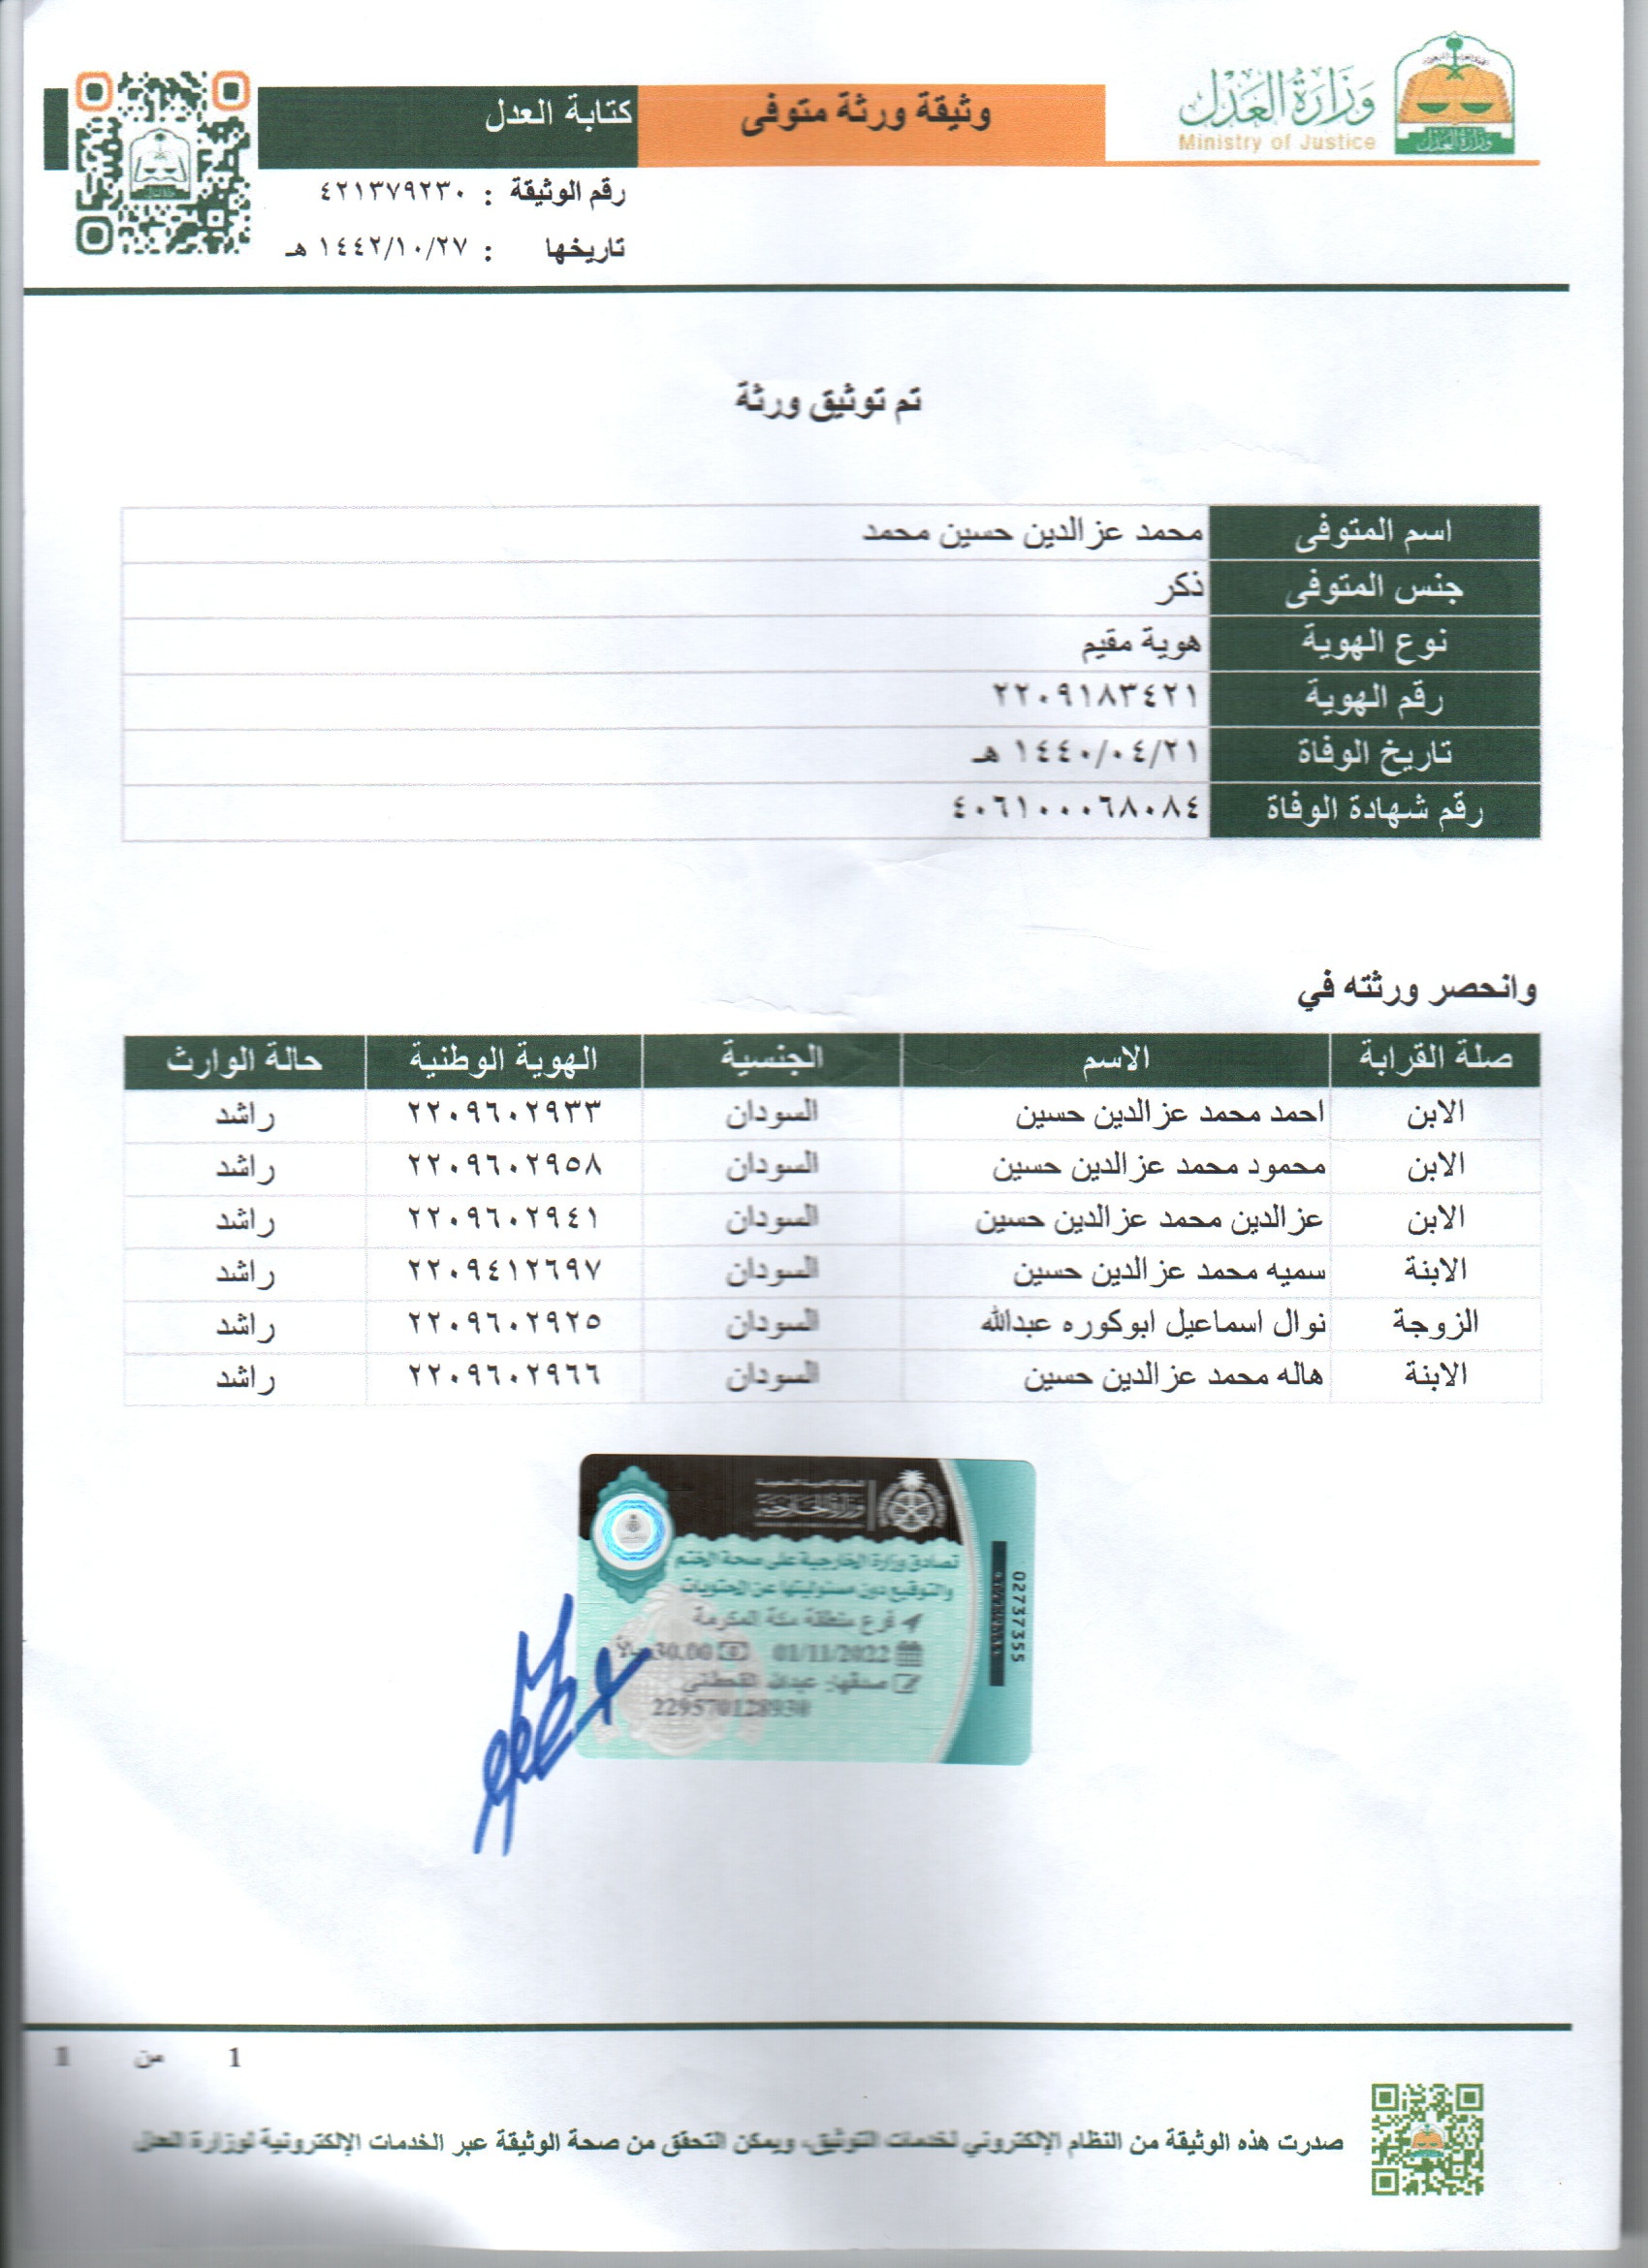 وزارة العدل
Ministry of Justice
وثيقة ورثة متوفى
كتابة العدل
رقم الوثيقة : ٤٢١٣٧٩٢٣٠
تاريخها : ١٤٤٢/١٠/٢٧ هـ
تم توثيق ورثة
اسم المتوفى محمد عزالدين حسين محمد
جنس المتوفى ذكر
نوع الهوية هوية مقيم
رقم الهوية ٢٢٠٩١٨٣٤٢١
تاريخ الوفاة ١٤٤٠/٠٤/٢١ هـ
رقم شهادة الوفاة ٤٠٦١٠٠٠٦٨٠٨٤
وانحصر ورثته في
صلة القرابة الاسم الجنسية الهوية الوطنية حالة الوارث
الابن احمد محمد عزالدين حسين السودان ٢٢٠٩٦٠٢٩٣٣ راشد
الابن محمود محمد عزالدين حسين السودان ٢٢٠٩٦٠٢٩٥٨ راشد
الابن عزالدين محمد عزالدين حسين السودان ٢٢٠٩٦٠٢٩٤١ راشد
الابنة سميه محمد عزالدين حسين السودان ٢٢٠٩٤١٢٦٩٧ راشد
الزوجة نوال اسماعيل ابوكوره عبدالله السودان ٢٢٠٩٦٠٢٩٢٥ راشد
الابنة هاله محمد عزالدين حسين السودان ٢٢٠٩٦٠٢٩٦٦ راشد
المملكة العربية السعودية
وزارة الخارجية
تصادق وزارة الخارجية على صحة الختم
والتوقيع دون مسئوليتها عن المحتويات
فرع منطقة مكة المكرمة
01/11/2022 30.00 ريالاً
صدقها: عبدالله القحطاني
229570128930
02737355
1 من 1
صدرت هذه الوثيقة من النظام الإلكتروني لخدمات التوثيق، ويمكن التحقق من صحة الوثيقة عبر الخدمات الإلكترونية لوزارة العدل